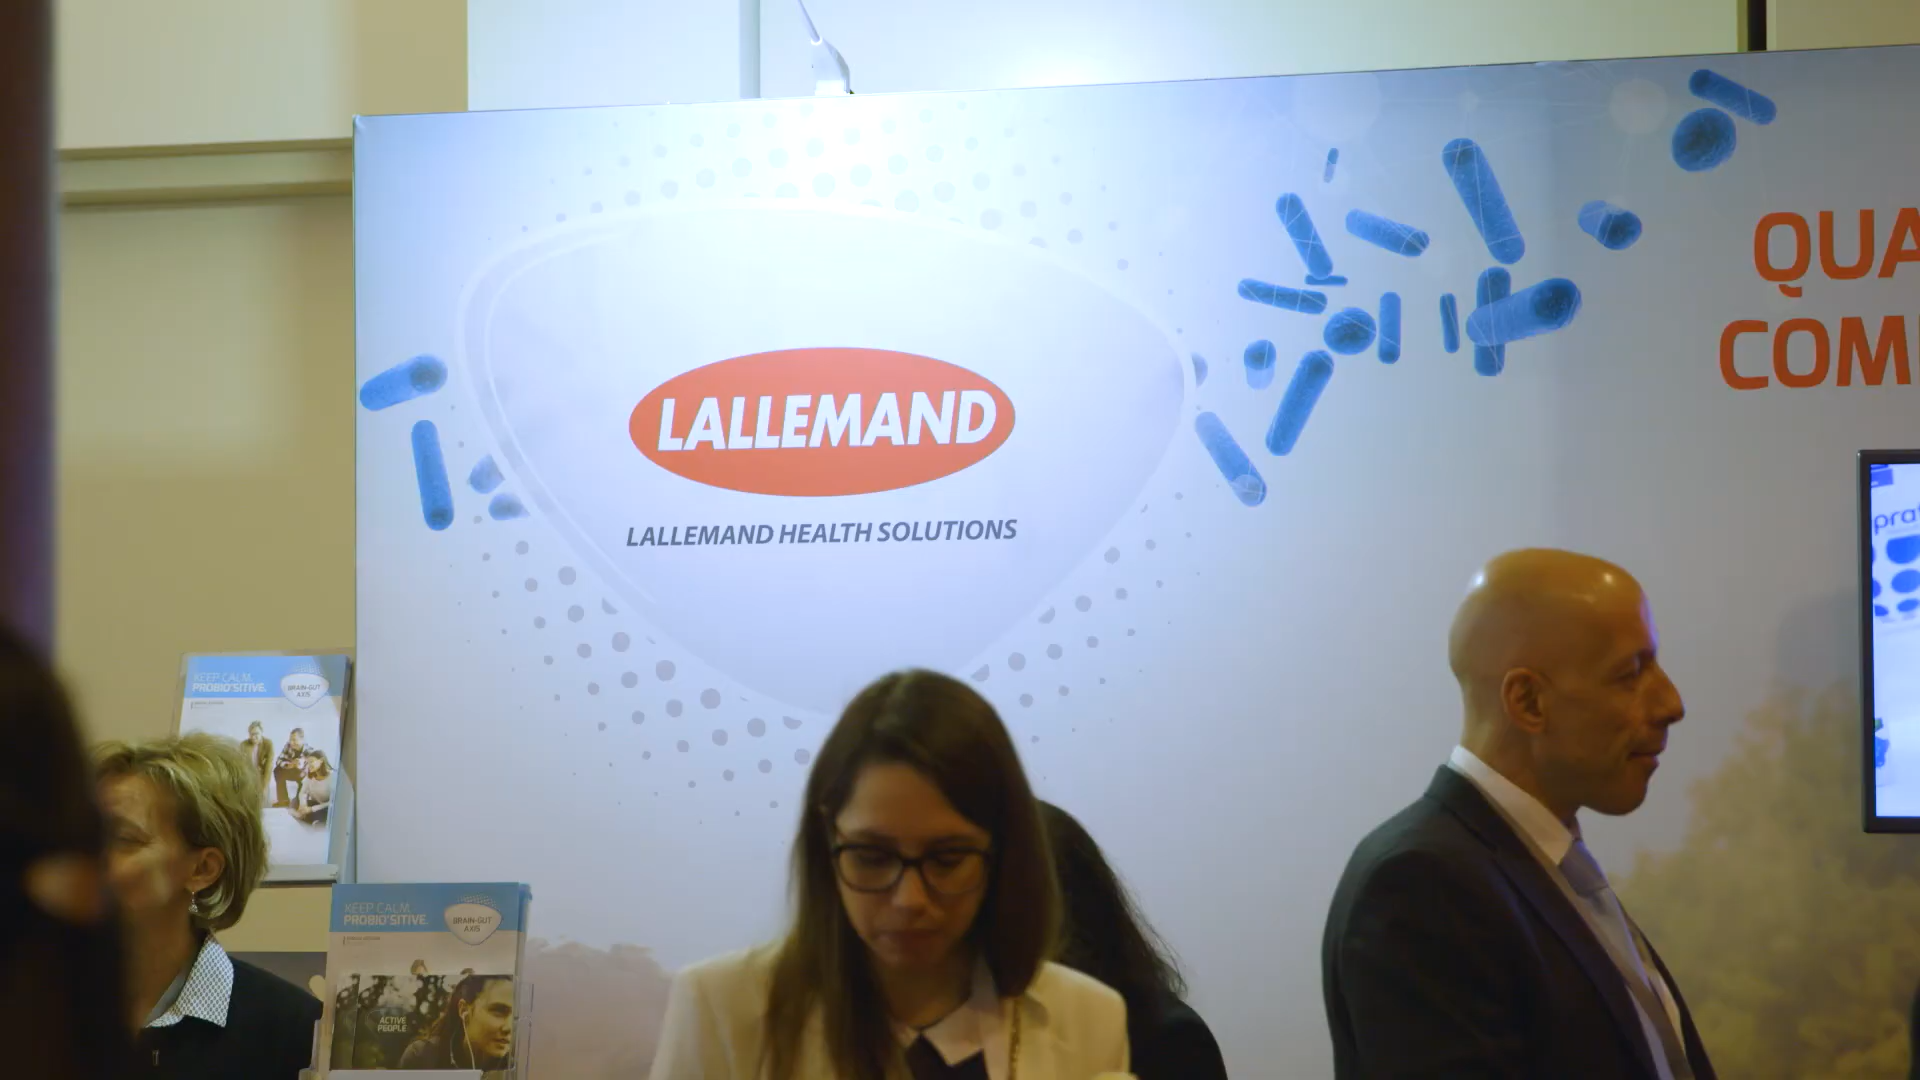 LALLEMAND
LALLEMAND HEALTH SOLUTIONS
QUA
COM
pra
KEEP CALM,
PROBIO'SITIVE.
BRAIN-GUT
AXIS
KEEP CALM,
PROBIO'SITIVE.
BRAIN-GUT
AXIS
ACTIVE
PEOPLE